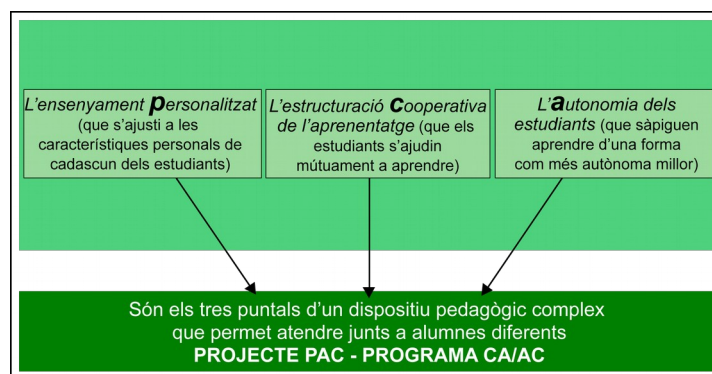 L'ensenyament personalitzat
(que s'ajusti a les
característiques personals de
cadascun dels estudiants)
L'estructuració cooperativa
de l'aprenentatge (que els
estudiants s'ajudin
mútuament a aprendre)
L'autonomia dels
estudiants (que sàpiguen
aprendre d'una forma
com més autònoma millor)
Són els tres puntals d'un dispositiu pedagògic complex
que permet atendre junts a alumnes diferents
PROJECTE PAC - PROGRAMA CA/AC